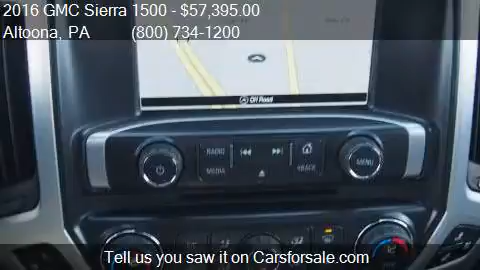 2016 GMC Sierra 1500 - $57,395.00
Altoona, PA (800) 734-1200
Off Road
RADIO
MEDIA
BACK
MENU
Tell us you saw it on Carsforsale.com